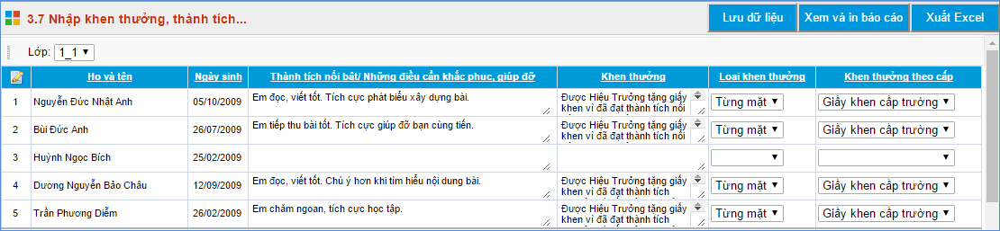 3.7 Nhập khen thưởng, thành tích...
Lưu dữ liệu
Xem và in báo cáo
Xuất Excel
Lớp: 1_1
Họ và tên
Ngày sinh
Thành tích nổi bật/ Những điều cần khắc phục, giúp đỡ
Khen thưởng
Loại khen thưởng
Khen thưởng theo cấp
1
Nguyễn Đức Nhật Anh
05/10/2009
Em đọc, viết tốt. Tích cực phát biểu xây dựng bài.
Được Hiệu Trưởng tặng giấy
khen vì đã đạt thành tích nổi
Từng mặt
Giấy khen cấp trường
2
Bùi Đức Anh
26/07/2009
Em tiếp thu bài tốt. Tích cực giúp đỡ bạn cùng tiến.
Được Hiệu Trưởng tặng giấy
khen vì đã đạt thành tích nổi
Từng mặt
Giấy khen cấp trường
3
Huỳnh Ngọc Bích
25/02/2009
4
Dương Nguyễn Bảo Châu
12/09/2009
Em đọc, viết tốt. Chú ý hơn khi tìm hiểu nội dung bài.
Được Hiệu Trưởng tặng giấy
khen vì đã đạt thành tích
Từng mặt
Giấy khen cấp trường
5
Trần Phương Diễm
26/02/2009
Em chăm ngoan, tích cực học tập.
Được Hiệu Trưởng tặng giấy
khen vì đã đạt thành tích
Từng mặt
Giấy khen cấp trường